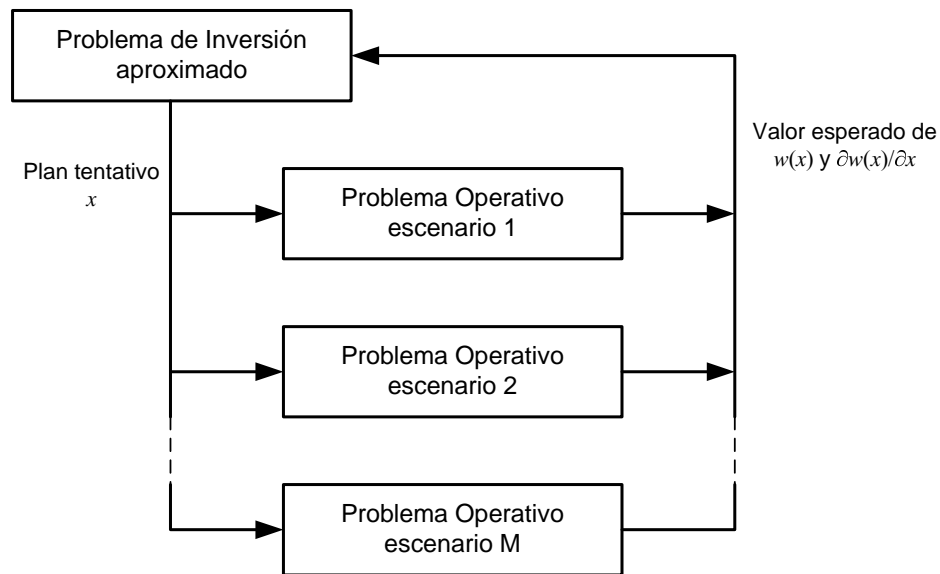 Problema de Inversión
aproximado
Plan tentativo
x
Valor esperado de
w(x) y ∂w(x)/∂x
Problema Operativo
escenario 1
Problema Operativo
escenario 2
Problema Operativo
escenario M